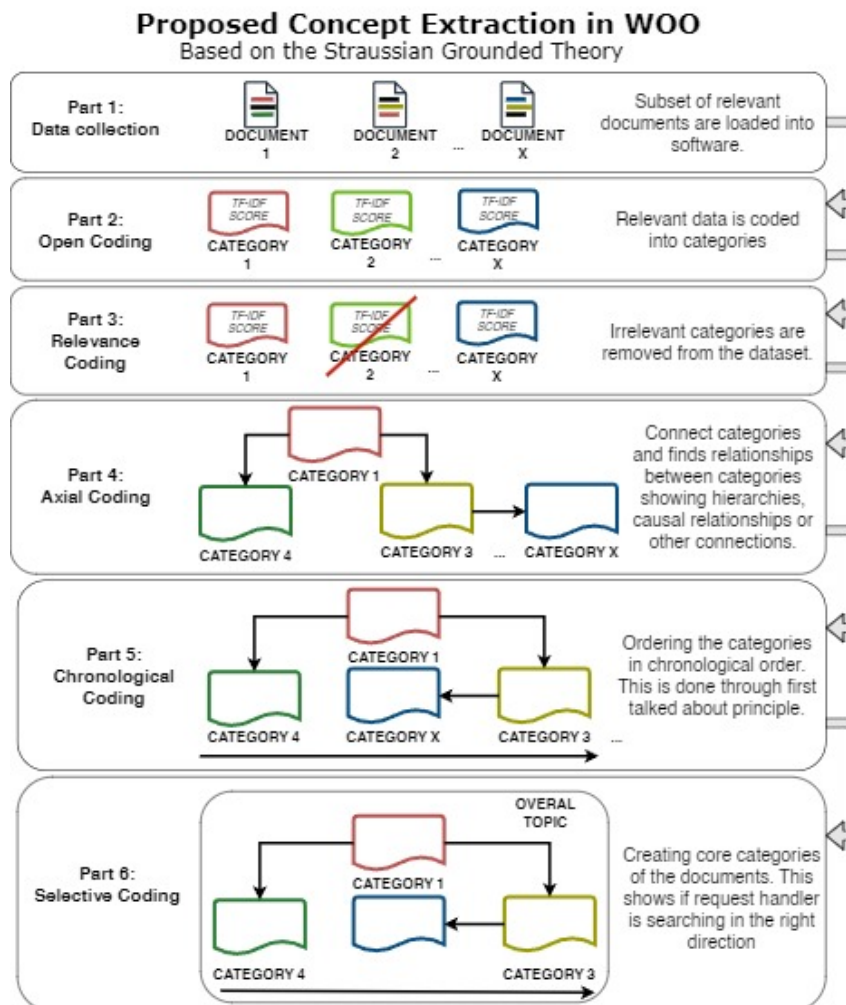 Proposed Concept Extraction in WOO
Based on the Straussian Grounded Theory
Part 1:
Data collection
DOCUMENT
1
DOCUMENT
2
...
DOCUMENT
X
Subset of relevant
documents are loaded into
software.
Part 2:
Open Coding
TF-IDF
SCORE
CATEGORY
1
TF-IDF
SCORE
CATEGORY
2
...
TF-IDF
SCORE
CATEGORY
X
Relevant data is coded
into categories
Part 3:
Relevance
Coding
TF-IDF
SCORE
CATEGORY
1
TF-IDF
SCORE
CATEGORY
2
...
TF-IDF
SCORE
CATEGORY
X
Irrelevant categories are
removed from the dataset.
Part 4:
Axial Coding
CATEGORY 1
CATEGORY 4
CATEGORY 3
...
CATEGORY X
Connect categories
and finds relationships
between categories
showing hierarchies,
causal relationships or
other connections.
Part 5:
Chronological
Coding
CATEGORY 1
CATEGORY 4
CATEGORY X
CATEGORY 3
...
Ordering the categories
in chronological order.
This is done through first
talked about principle.
Part 6:
Selective Coding
OVERAL
TOPIC
CATEGORY 1
CATEGORY 4
CATEGORY 3
Creating core categories
of the documents. This
shows if request handler
is searching in the right
direction